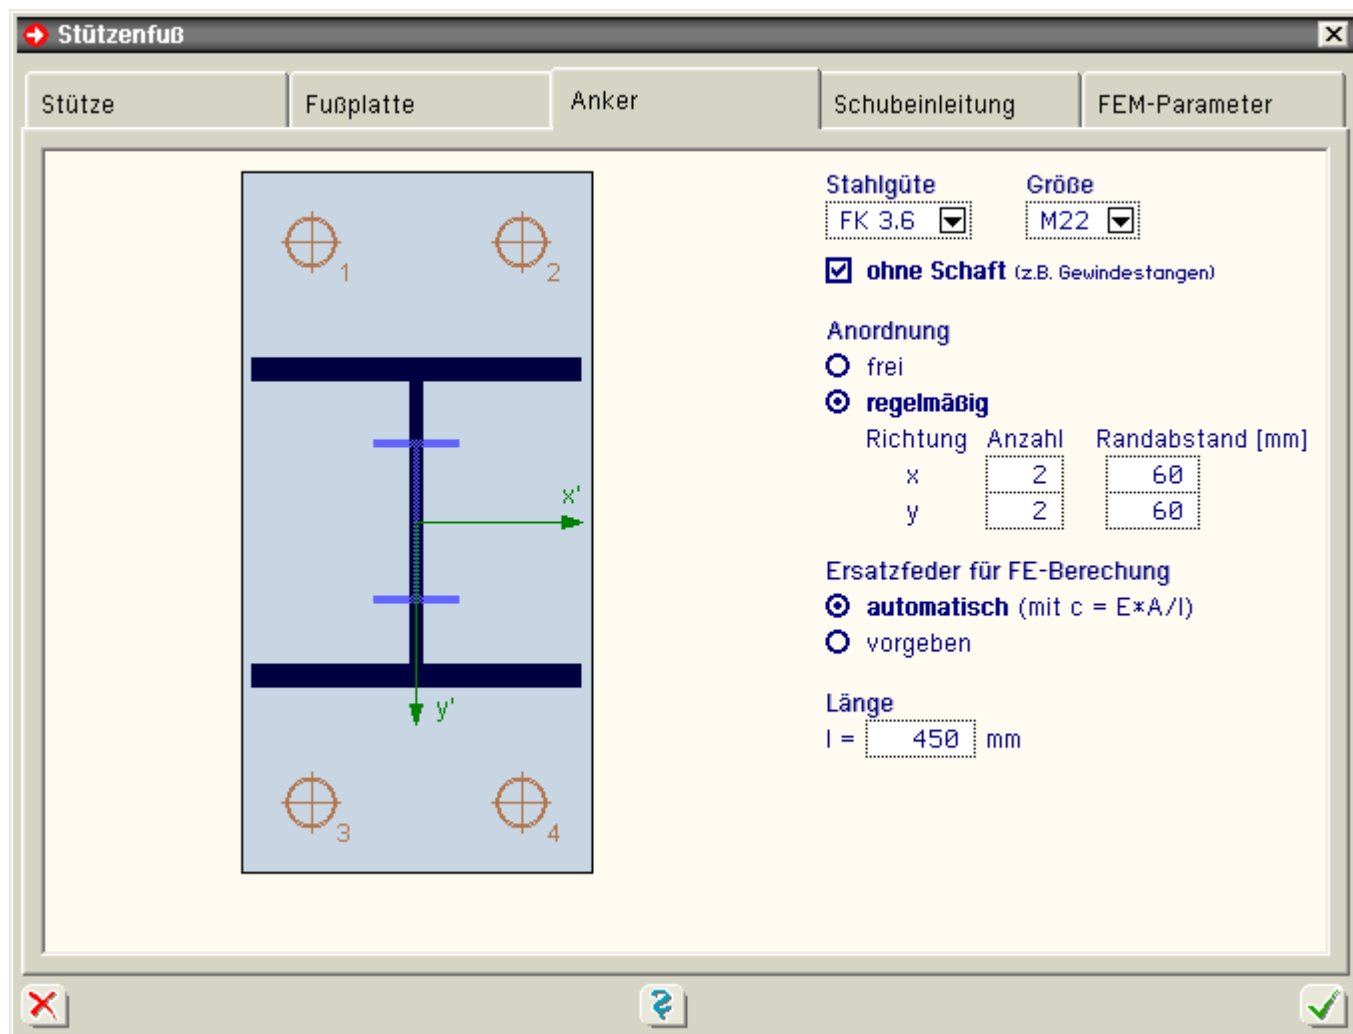 Stützenfuß
Stütze
Fußplatte
Anker
Schubeinleitung
FEM-Parameter
1
2
x'
y'
3
4
Stahlgüte Größe
FK 3.6 M22
ohne Schaft (z.B. Gewindestangen)
Anordnung
frei
regelmäßig
Richtung Anzahl Randabstand [mm]
x 2 60
y 2 60
Ersatzfeder für FE-Berechung
automatisch (mit c = E*A/l)
vorgeben
Länge
l = 450 mm